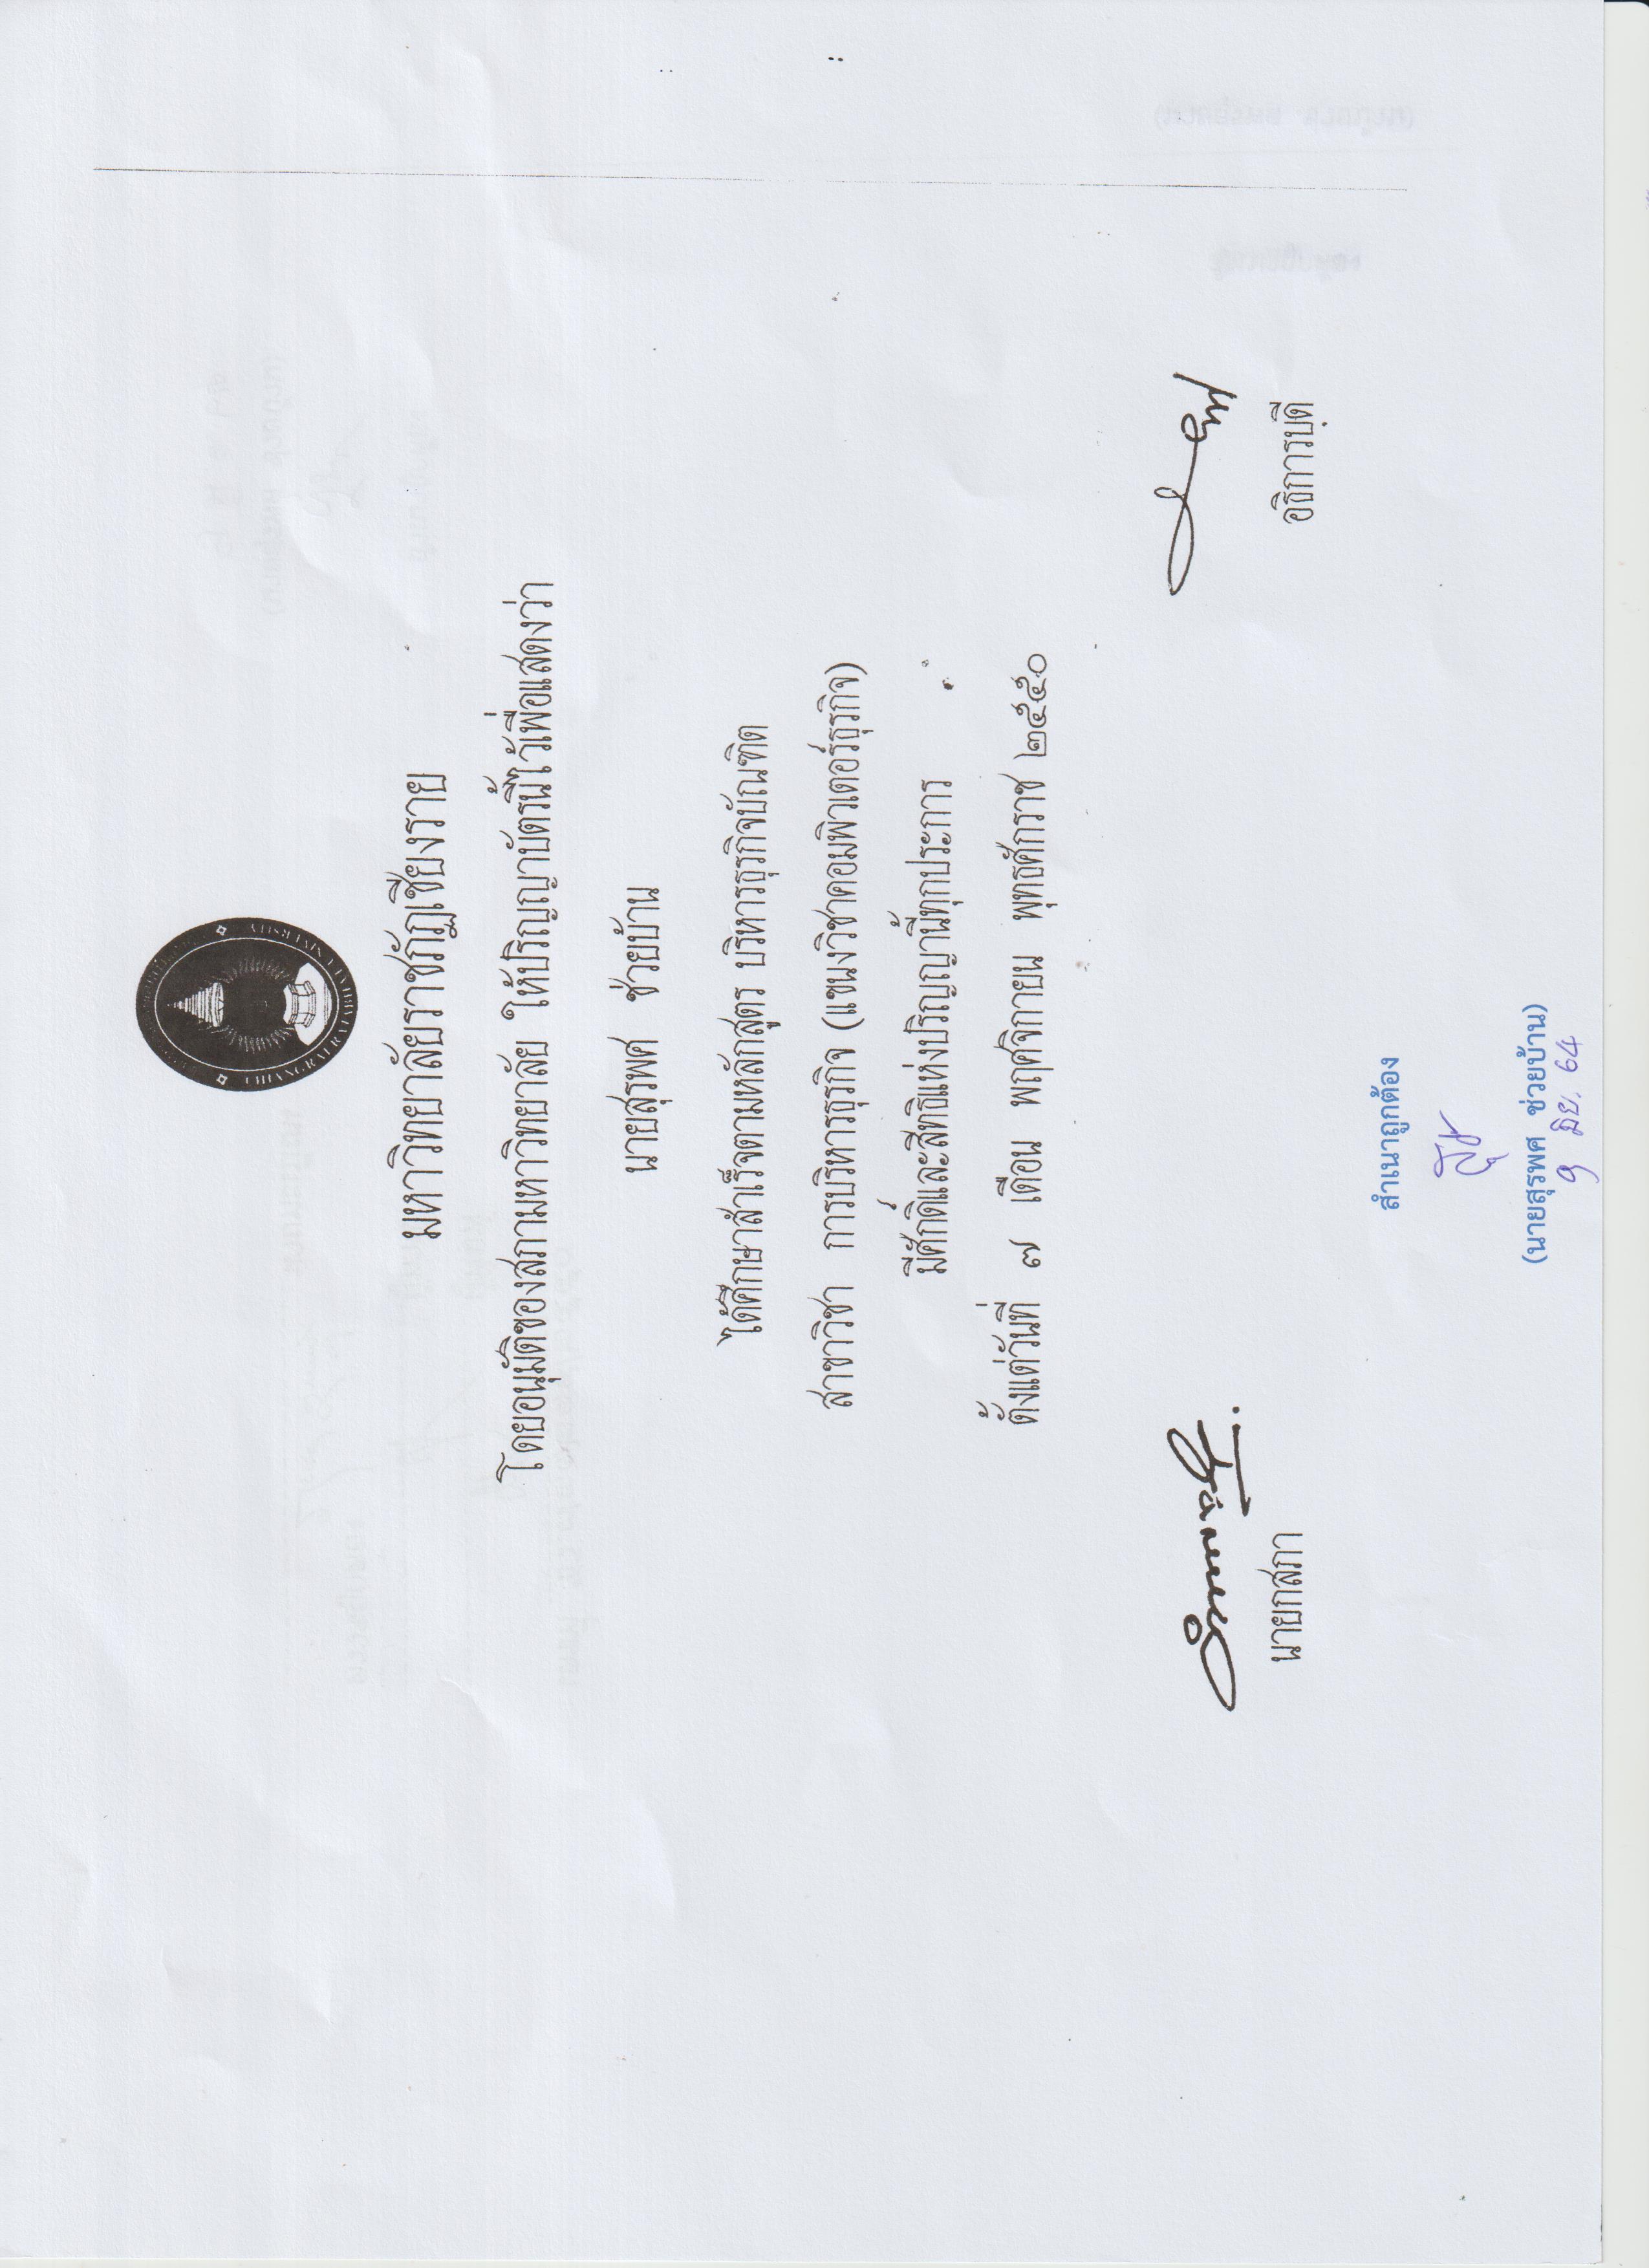 CHIANGRAI RAJABHAT UNIVERSITY
มหาวิทยาลัยราชภัฏเชียงราย
โดยอนุมัติของสภามหาวิทยาลัย ให้ปริญญาบัตรนี้ไว้เพื่อแสดงว่า
นายสุรพศ ช่วยบ้าน
ได้ศึกษาสำเร็จตามหลักสูตร บริหารธุรกิจบัณฑิต
สาขาวิชา การบริหารธุรกิจ (แขนงวิชาคอมพิวเตอร์ธุรกิจ)
มีศักดิ์และสิทธิแห่งปริญญานี้ทุกประการ
ตั้งแต่วันที่ ๗ เดือน พฤศจิกายน พุทธศักราช ๒๕๕๐
นายกสภา
อธิการบดี
สำเนาถูกต้อง
(นายสุรพศ ช่วยบ้าน)
9 มิย. 64